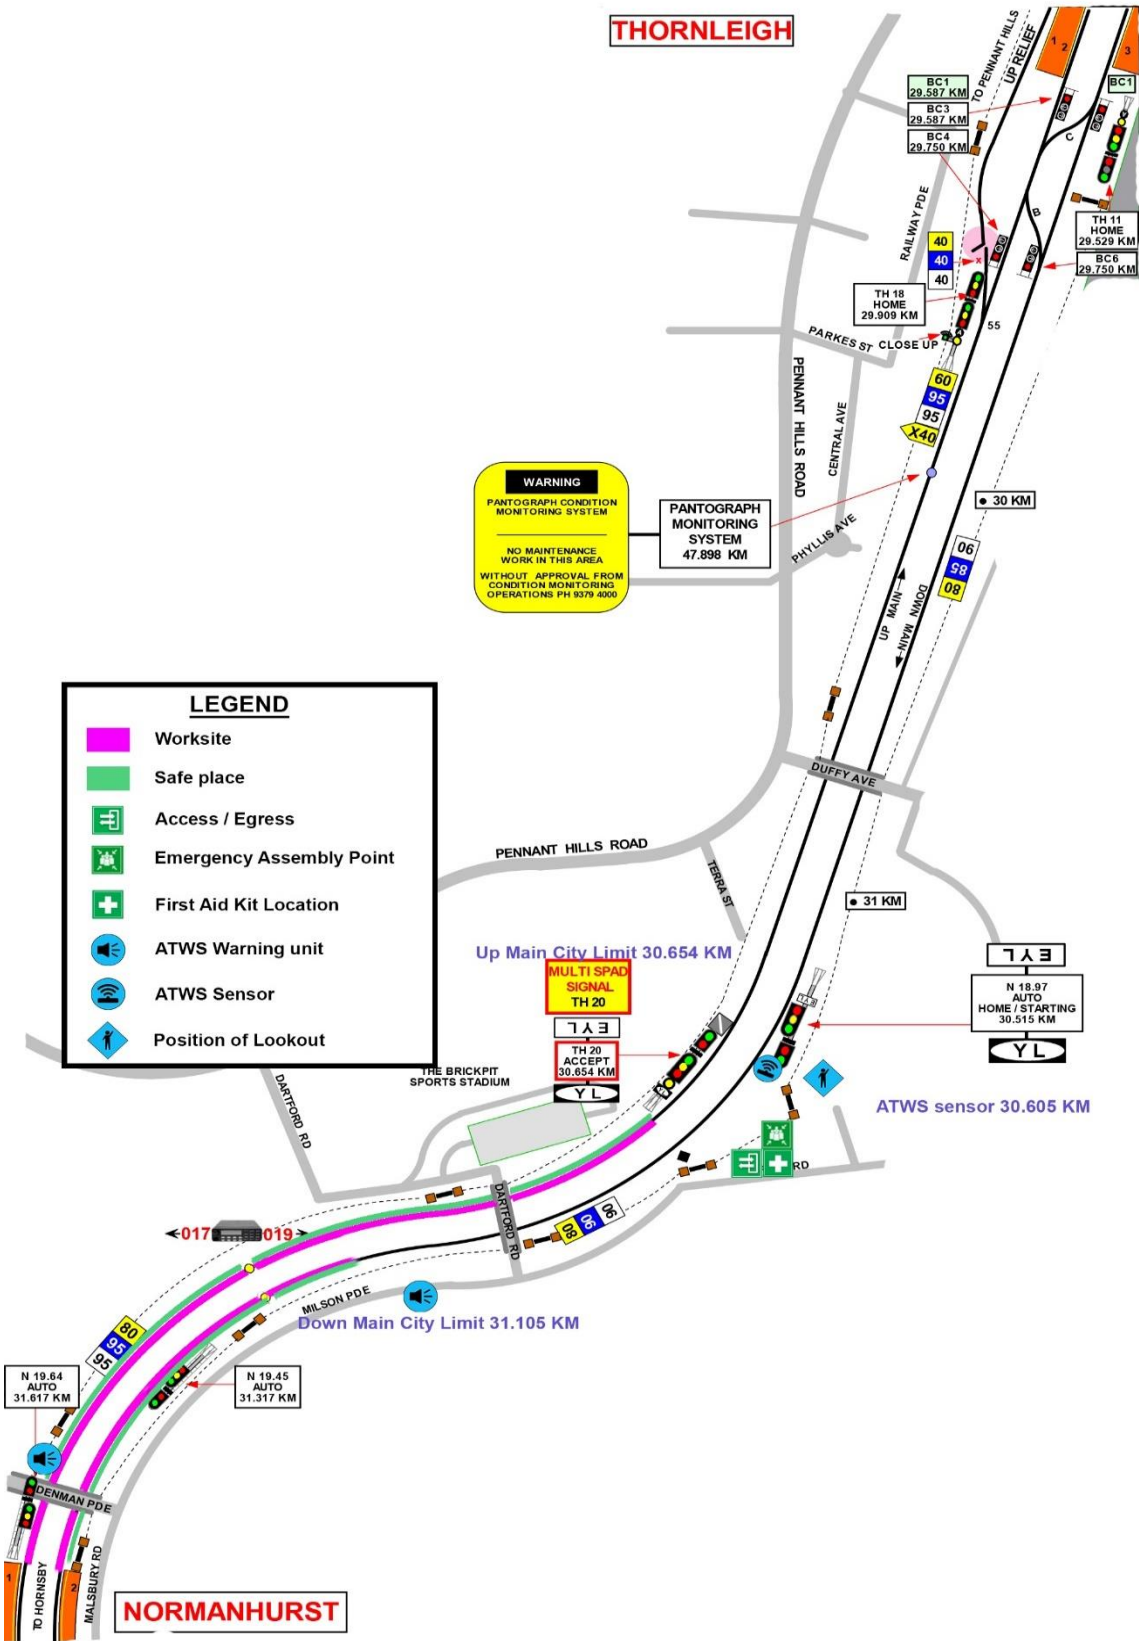 THORNLEIGH
TO PENNANT HILLS
UP RELIEF
1
2
3
BC1
29.587 KM
BC3
29.587 KM
BC4
29.750 KM
BC1
C
B
RAILWAY PDE
TH 11
HOME
29.529 KM
BC6
29.750 KM
40
40
40
x
TH 18
HOME
29.909 KM
55
PARKES ST
CLOSE UP
60
95
95
X40
PENNANT HILLS ROAD
CENTRAL AVE
WARNING
PANTOGRAPH CONDITION
MONITORING SYSTEM
NO MAINTENANCE
WORK IN THIS AREA
WITHOUT APPROVAL FROM
CONDITION MONITORING
OPERATIONS PH 9379 4000
PANTOGRAPH
MONITORING
SYSTEM
47.898 KM
PHYLLIS AVE
30 KM
90
85
80
UP MAIN
DOWN MAIN
LEGEND
Worksite
Safe place
Access / Egress
Emergency Assembly Point
First Aid Kit Location
ATWS Warning unit
ATWS Sensor
Position of Lookout
DUFFY AVE
PENNANT HILLS ROAD
TERRA ST
31 KM
Up Main City Limit 30.654 KM
MULTI SPAD
SIGNAL
TH 20
EYL
TH 20
ACCEPT
30.654 KM
YL
EYL
N 18.97
AUTO
HOME / STARTING
30.515 KM
YL
THE BRICKPIT
SPORTS STADIUM
DARTFORD RD
ATWS sensor 30.605 KM
RD
DARTFORD RD
90
90
80
017
019
MILSON PDE
Down Main City Limit 31.105 KM
80
95
95
N 19.64
AUTO
31.617 KM
N 19.45
AUTO
31.317 KM
DENMAN PDE
1
TO HORNSBY
2
MALSBURY RD
NORMANHURST